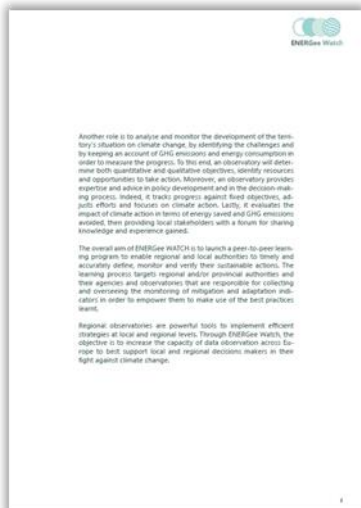 ENERGee Watch
Another role is to analyse and monitor the development of the terri-
tory's situation on climate change, by identifying the challenges and
by keeping an account of GHG emissions and energy consumption in
order to measure the progress. To this end, an observatory will deter-
mine both quantitative and qualitative objectives, identify resources
and opportunities to take action. Moreover, an observatory provides
expertise and advice in policy development and in the decision-mak-
ing process. Indeed, it tracks progress against fixed objectives, ad-
justs efforts and focuses on climate action. Lastly, it evaluates the
impact of climate action in terms of energy saved and GHG emissions
avoided, then providing local stakeholders with a forum for sharing
knowledge and experience gained.
The overall aim of ENERGee WATCH is to launch a peer-to-peer learn-
ing program to enable regional and local authorities to timely and
accurately define, monitor and verify their sustainable actions. The
learning process targets regional and/or provincial authorities and
their agencies and observatories that are responsible for collecting
and overseeing the monitoring of mitigation and adaptation indi-
cators in order to empower them to make use of the best practices
learnt.
Regional observatories are powerful tools to implement efficient
strategies at local and regional levels. Through ENERGee Watch, the
objective is to increase the capacity of data observation across Eu-
rope to best support local and regional decisions makers in their
fight against climate change.